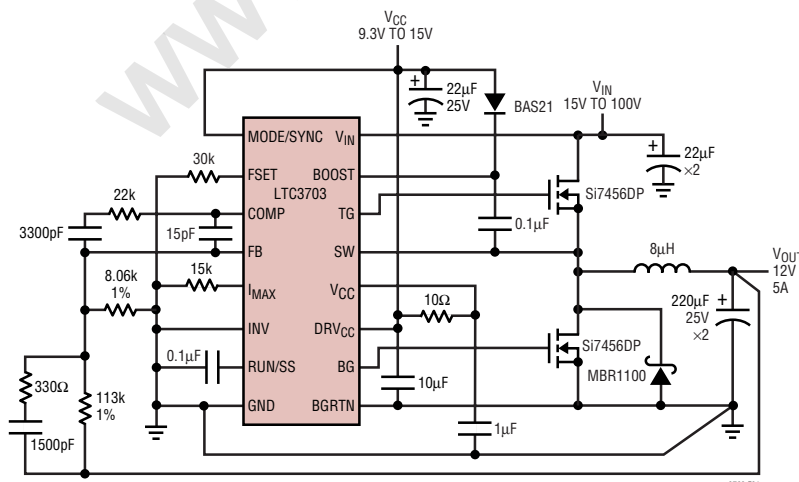 WW
V_CC
9.3V TO 15V
+
22µF
25V
BAS21
V_IN
15V TO 100V
+
22µF
×2
MODE/SYNC V_IN
30k
FSET BOOST
LTC3703
Si7456DP
22k
COMP TG
3300pF
15pF
0.1µF
FB SW
8µH
V_OUT
12V
5A
8.06k
1%
15k
I_MAX V_CC
10Ω
220µF
25V
×2
+
INV DRV_CC
Si7456DP
0.1µF
RUN/SS BG
MBR1100
330Ω
113k
1%
10µF
GND BGRTN
1500pF
1µF